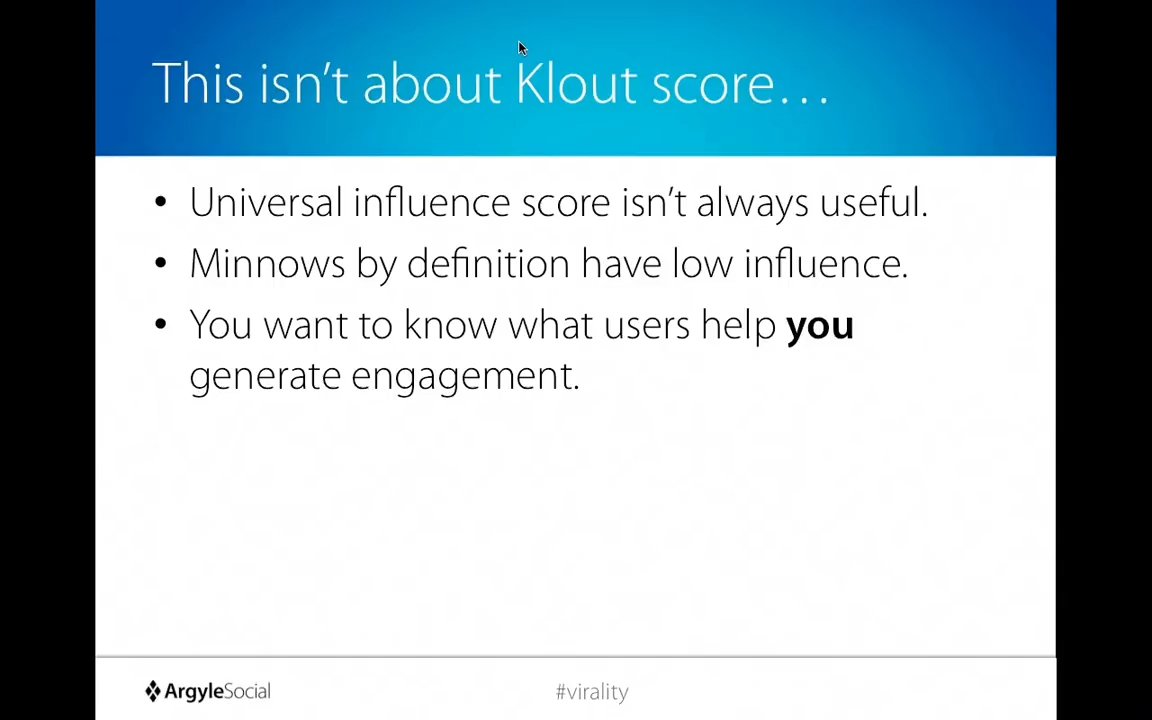 This isn't about Klout score…
• Universal influence score isn't always useful.
• Minnows by definition have low influence.
• You want to know what users help you
generate engagement.
ArgyleSocial
#virality